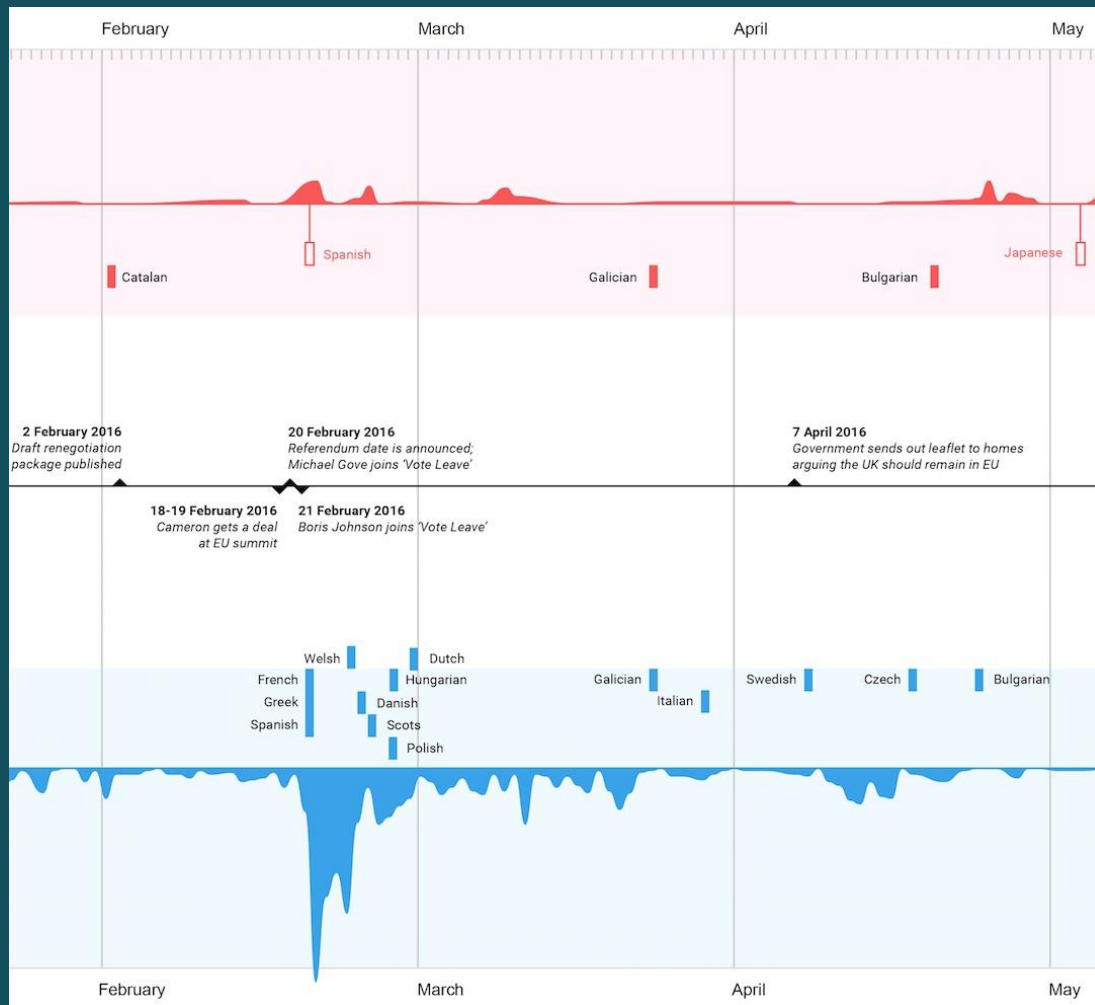 February
March
April
May
Spanish
Japanese
Catalan
Galician
Bulgarian
2 February 2016
Draft renegotiation
package published
20 February 2016
Referendum date is announced;
Michael Gove joins ‘Vote Leave’
7 April 2016
Government sends out leaflet to homes
arguing the UK should remain in EU
18-19 February 2016
Cameron gets a deal
at EU summit
21 February 2016
Boris Johnson joins ‘Vote Leave’
Welsh
Dutch
French
Hungarian
Galician
Swedish
Czech
Bulgarian
Greek
Danish
Italian
Spanish
Scots
Polish
February
March
April
May